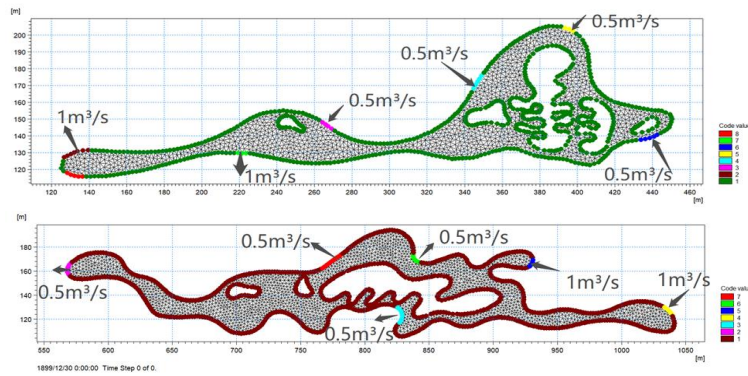 [m]
200
190
180
170
160
150
140
130
120
1m³/s
0.5m³/s
0.5m³/s
0.5m³/s
1m³/s
0.5m³/s
Code value
8
7
6
5
4
3
2
1
120 140 160 180 200 220 240 260 280 300 320 340 360 380 400 420 440 460
[m]
[m]
180
160
140
120
100
0.5m³/s
0.5m³/s
0.5m³/s
1m³/s
1m³/s
0.5m³/s
Code value
7
6
5
4
3
2
1
550 600 650 700 750 800 850 900 950 1000 1050
[m]
1899/12/30 0:00:00 Time Step 0 of 0.